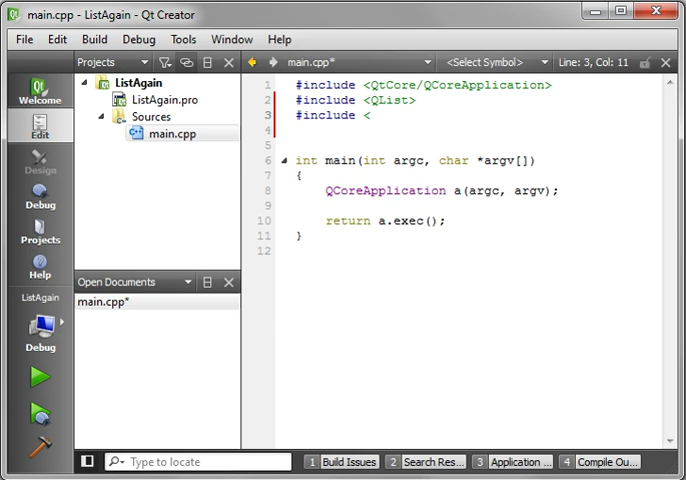 main.cpp - ListAgain - Qt Creator
File Edit Build Debug Tools Window Help
Projects main.cpp* <Select Symbol> Line: 3, Col: 11
Welcome
Edit
Design
Debug
Projects
Help
ListAgain
Debug
ListAgain
ListAgain.pro
Sources
main.cpp
Open Documents
main.cpp*
1 #include <QtCore/QCoreApplication>
2 #include <QList>
3 #include <
4
5
6 int main(int argc, char *argv[])
7 {
8 QCoreApplication a(argc, argv);
9
10 return a.exec();
11 }
12
Type to locate 1 Build Issues 2 Search Res... 3 Application ... 4 Compile Ou...